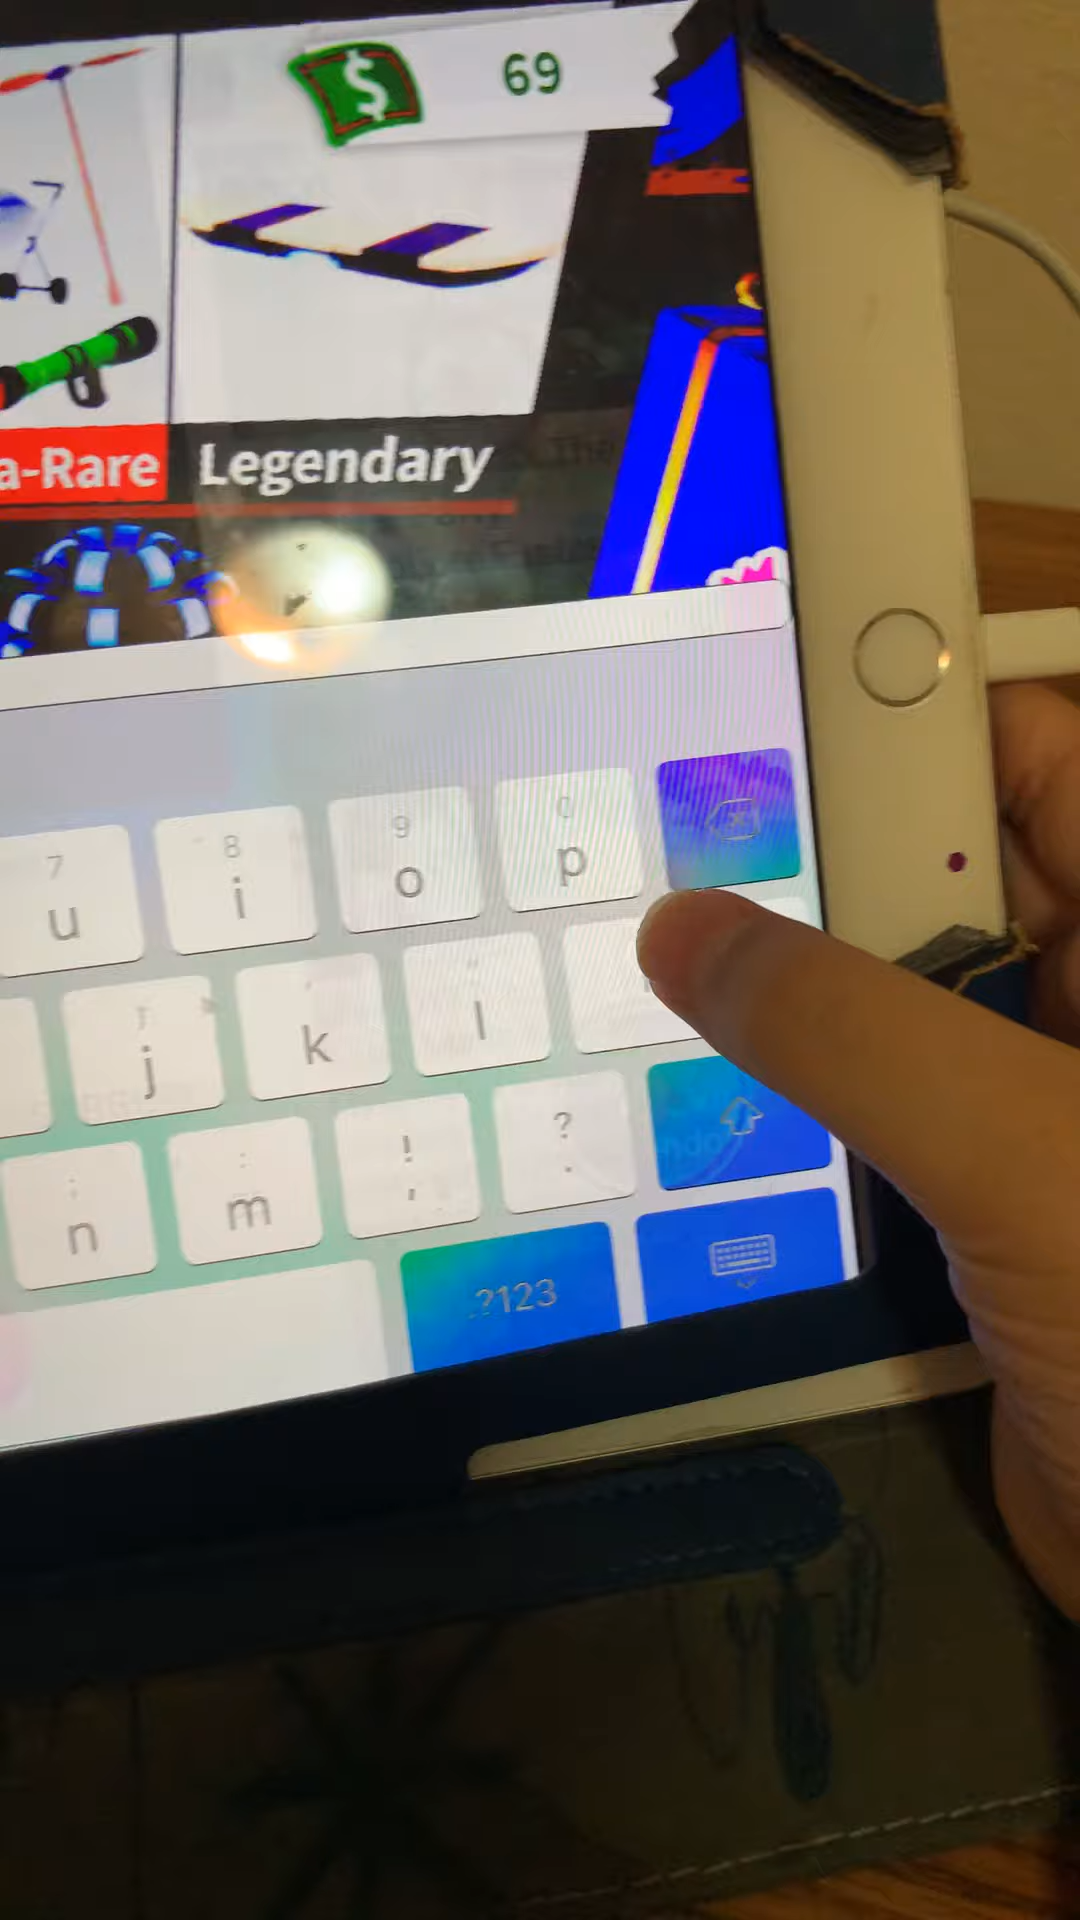 69
a-Rare Legendary
7 8 9 0
u i o p
j k l
! ?
n m , .
.?123